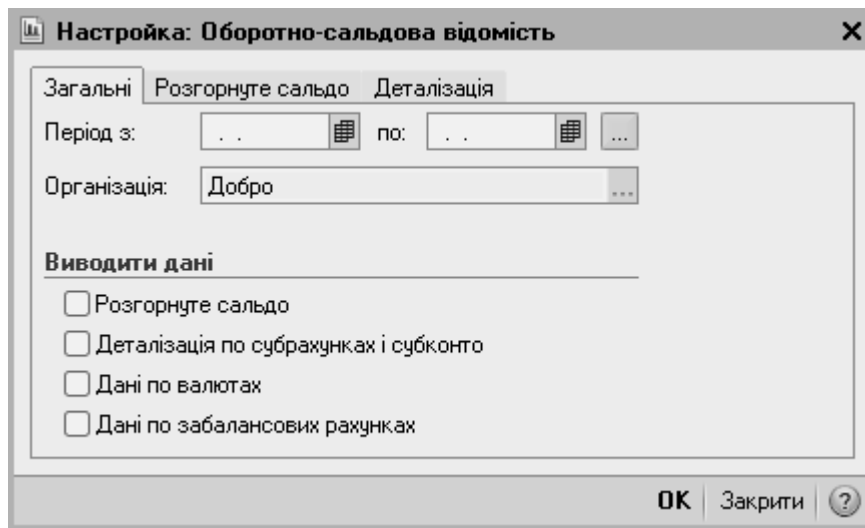 Настройка: Оборотно-сальдова відомість
Загальні Розгорнуте сальдо Деталізація
Період з: . . по: . . ...
Організація: Добро ...
Виводити дані
Розгорнуте сальдо
Деталізація по субрахунках і субконто
Дані по валютах
Дані по забалансових рахунках
OK Закрити ?